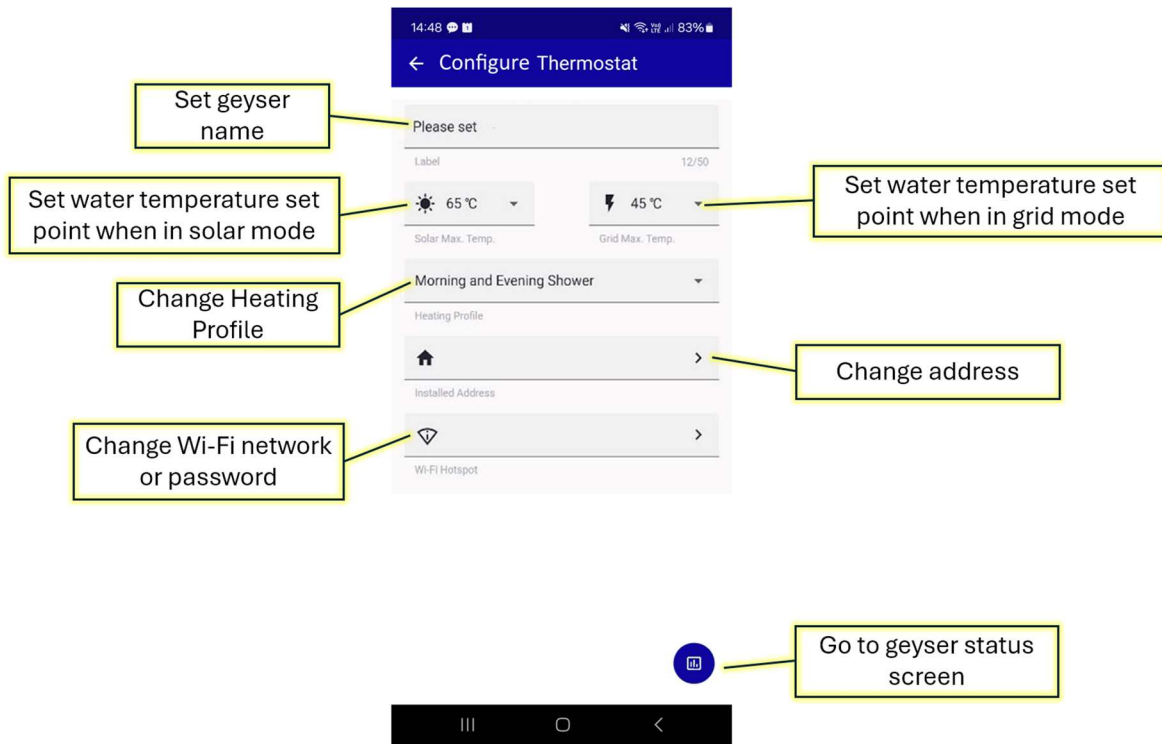 14:48
VoI) LTE 83%
Configure Thermostat
Set geyser
name
Please set
Label 12/50
Set water temperature set
point when in solar mode
65 °C
45 °C
Set water temperature set
point when in grid mode
Solar Max. Temp.
Grid Max. Temp.
Change Heating
Profile
Morning and Evening Shower
Heating Profile
Change address
Installed Address
Change Wi-Fi network
or password
Wi-Fi Hotspot
Go to geyser status
screen